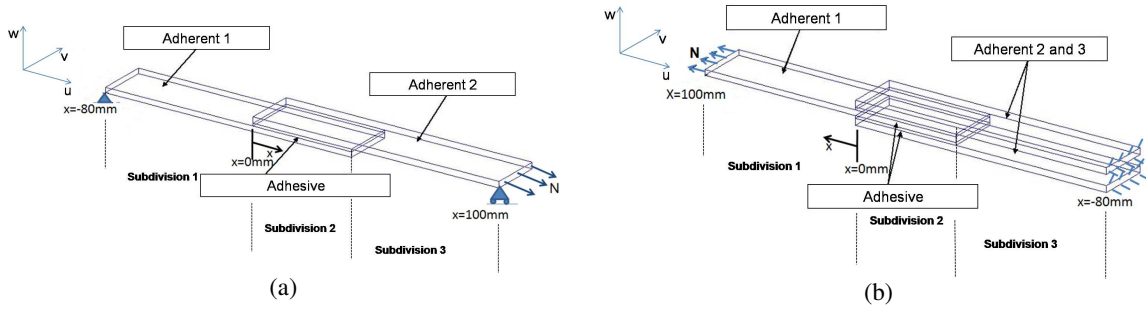 w
v
u
Adherent 1
Adherent 2
x=-80mm
x
x=0mm
Subdivision 1
Adhesive
N
x=100mm
Subdivision 2
Subdivision 3
(a)
w
v
u
Adherent 1
N
Adherent 2 and 3
X=100mm
x
x=0mm
Subdivision 1
Adhesive
x=-80mm
Subdivision 2
Subdivision 3
(b)